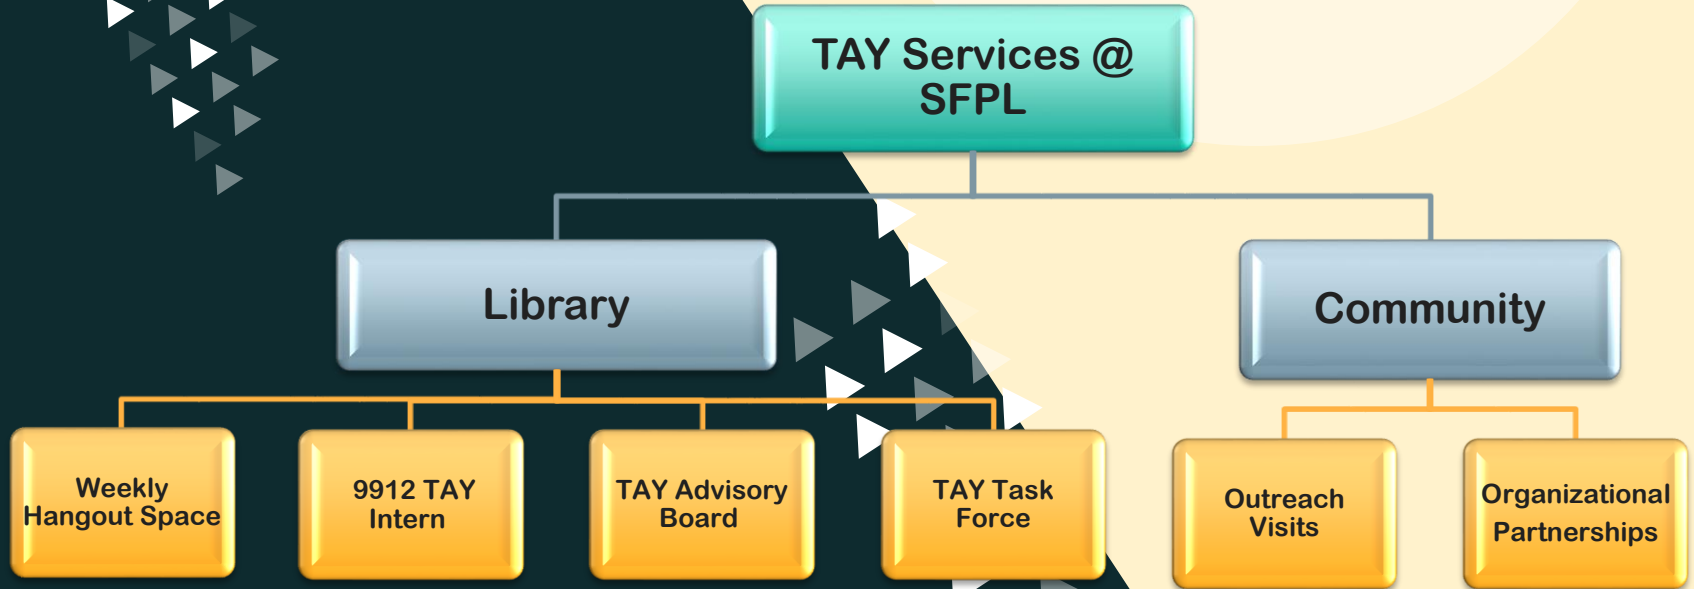 TAY Services @
SFPL
Library
Community
Weekly
Hangout Space
9912 TAY
Intern
TAY Advisory
Board
TAY Task
Force
Outreach
Visits
Organizational
Partnerships